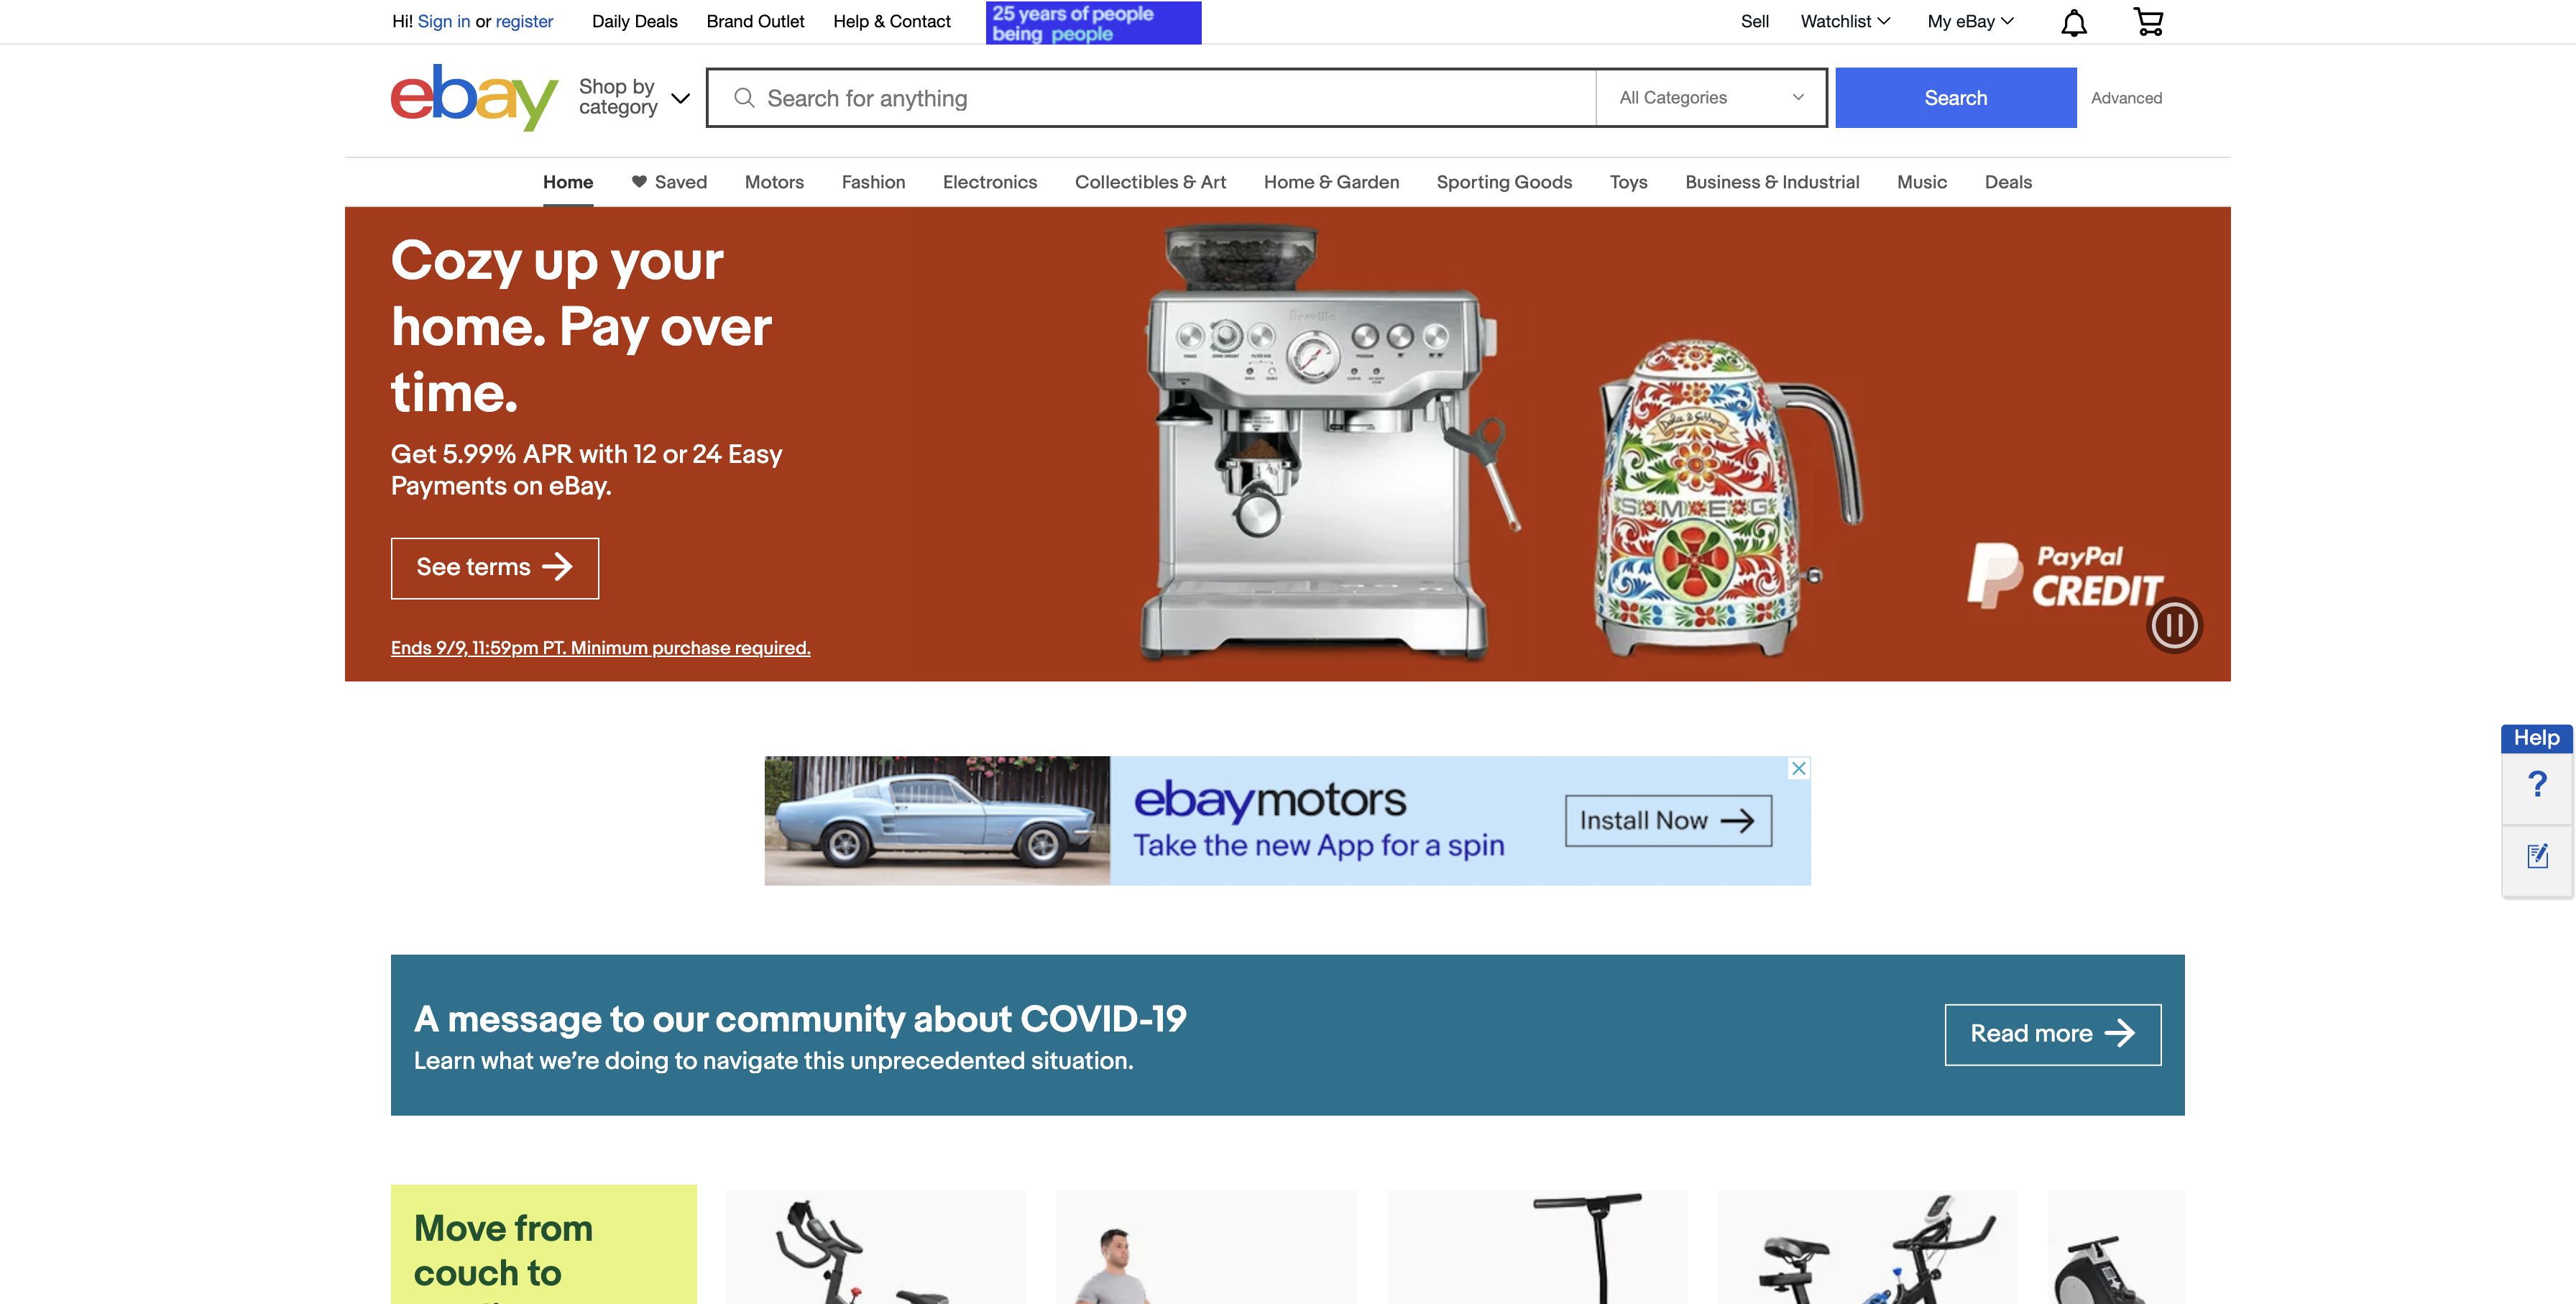 Hi! Sign in or register
Daily Deals
Brand Outlet
Help & Contact
25 years of people
being people
Sell
Watchlist
My eBay
ebay
Shop by
category
Search for anything
All Categories
Search
Advanced
Home
Saved
Motors
Fashion
Electronics
Collectibles & Art
Home & Garden
Sporting Goods
Toys
Business & Industrial
Music
Deals
Cozy up your
home. Pay over
time.
Get 5.99% APR with 12 or 24 Easy
Payments on eBay.
See terms
Ends 9/9, 11:59pm PT. Minimum purchase required.
Breville
Dolce & Gabbana
SMEG
PayPal
CREDIT
Help
?
ebaymotors
Take the new App for a spin
Install Now
A message to our community about COVID-19
Learn what we’re doing to navigate this unprecedented situation.
Read more
Move from
couch to